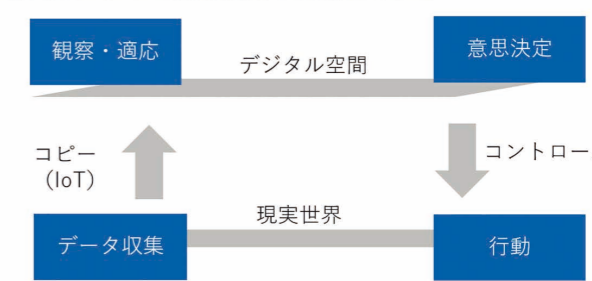 観察・適応
デジタル空間
意思決定
コピー
(IoT)
コントロー
現実世界
データ収集
行動